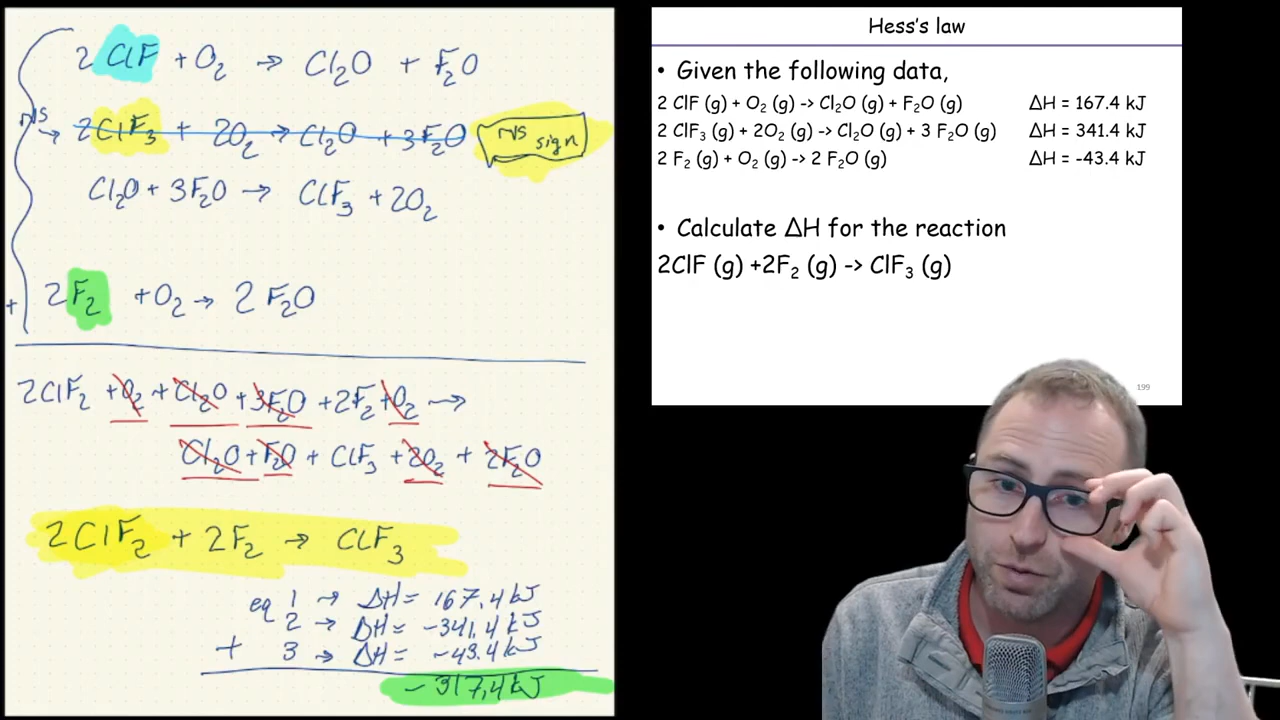 2 ClF + O₂ → Cl₂O + F₂O
rvs → 2ClF₃ + 2O₂ → Cl₂O + 3F₂O rvs sign
Cl₂O + 3F₂O → ClF₃ + 2O₂
+ 2F₂ + O₂ → 2F₂O
2ClF₂ + O₂ + Cl₂O + 3F₂O + 2F₂ + O₂ →
Cl₂O + F₂O + ClF₃ + 2O₂ + 2F₂O
2ClF₂ + 2F₂ → ClF₃
eq 1 → ΔH = 167.4 kJ
2 → ΔH = -341.4 kJ
+ 3 → ΔH = -43.4 kJ
-317.4 kJ
Hess's law
• Given the following data,
2 ClF (g) + O₂ (g) -> Cl₂O (g) + F₂O (g) ΔH = 167.4 kJ
2 ClF₃ (g) + 2O₂ (g) -> Cl₂O (g) + 3 F₂O (g) ΔH = 341.4 kJ
2 F₂ (g) + O₂ (g) -> 2 F₂O (g) ΔH = -43.4 kJ
• Calculate ΔH for the reaction
2ClF (g) +2F₂ (g) -> ClF₃ (g)
199